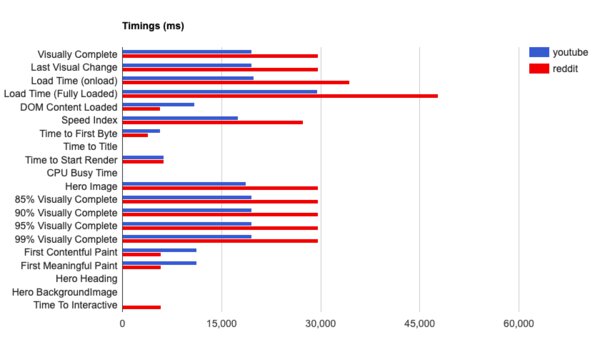 Timings (ms)
Visually Complete
youtube
Last Visual Change
reddit
Load Time (onload)
Load Time (Fully Loaded)
DOM Content Loaded
Speed Index
Time to First Byte
Time to Title
Time to Start Render
CPU Busy Time
Hero Image
85% Visually Complete
90% Visually Complete
95% Visually Complete
99% Visually Complete
First Contentful Paint
First Meaningful Paint
Hero Heading
Hero BackgroundImage
Time To Interactive
0 15,000 30,000 45,000 60,000